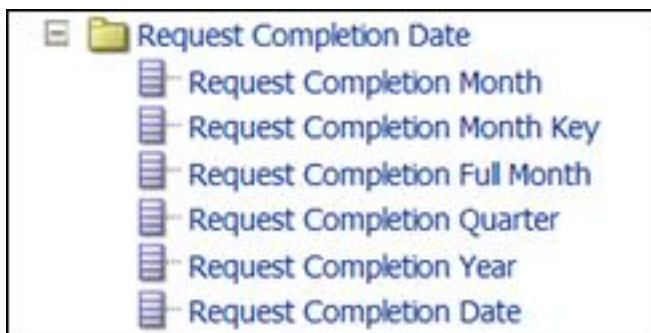 Request Completion Date
Request Completion Month
Request Completion Month Key
Request Completion Full Month
Request Completion Quarter
Request Completion Year
Request Completion Date